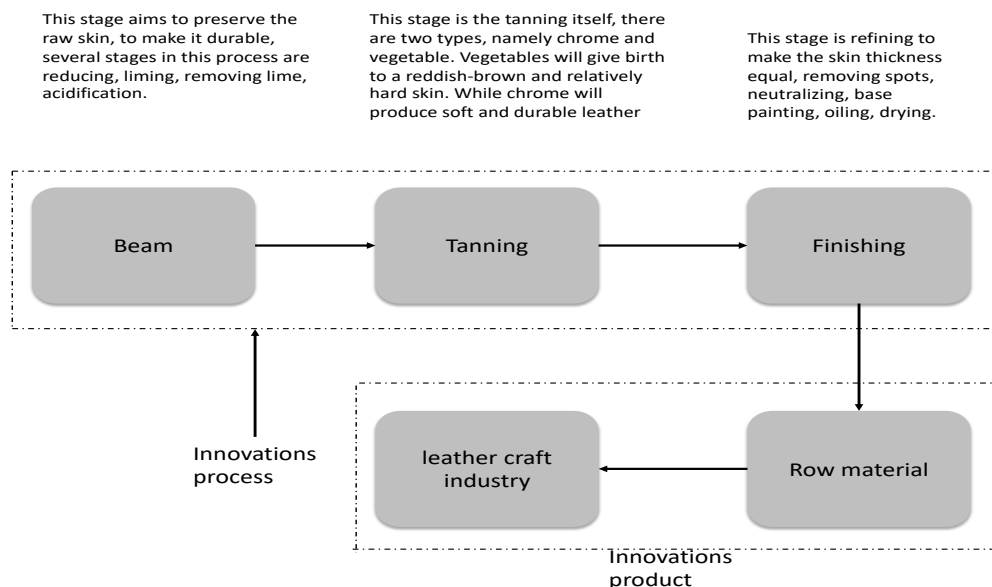 This stage aims to preserve the
raw skin, to make it durable,
several stages in this process are
reducing, liming, removing lime,
acidification.
This stage is the tanning itself, there
are two types, namely chrome and
vegetable. Vegetables will give birth
to a reddish-brown and relatively
hard skin. While chrome will
produce soft and durable leather
This stage is refining to
make the skin thickness
equal, removing spots,
neutralizing, base
painting, oiling, drying.
Beam
Tanning
Finishing
Innovations
process
leather craft
industry
Row material
Innovations
product